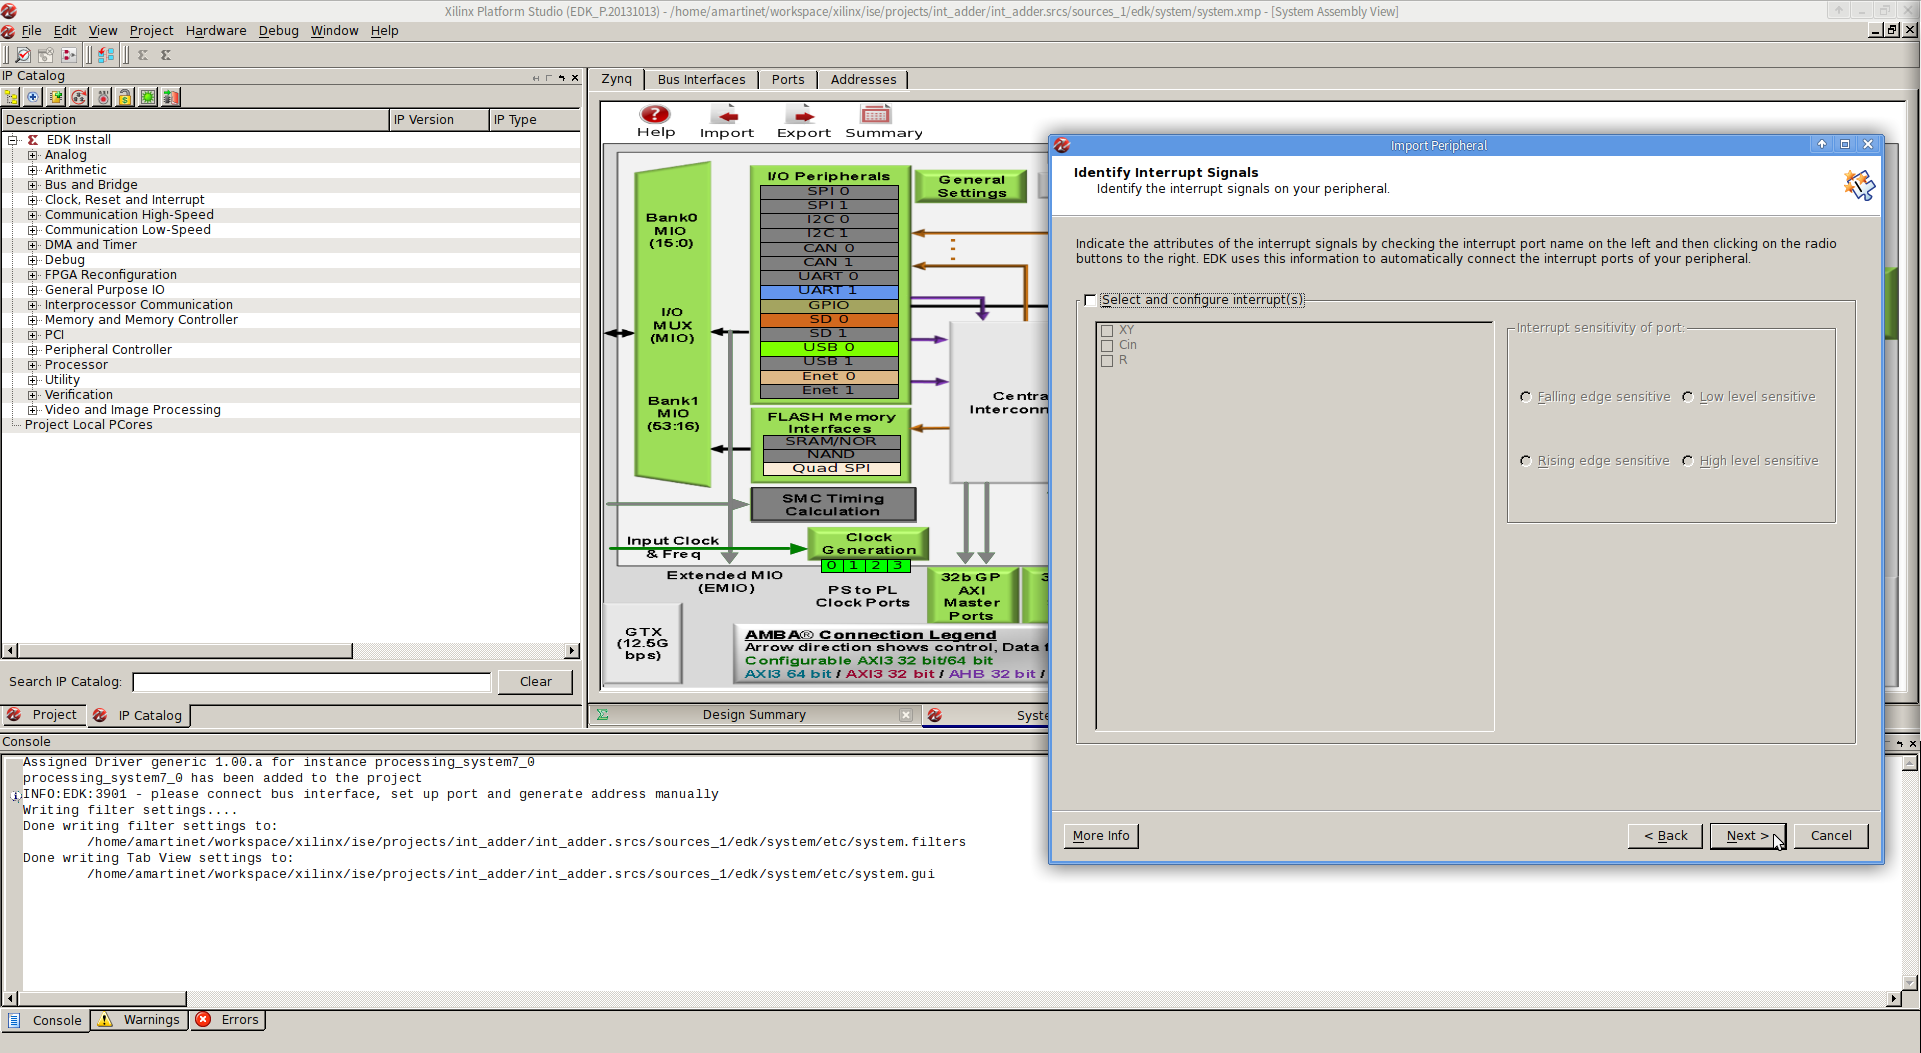 Xilinx Platform Studio (EDK_P.20131013) - /home/amartinet/workspace/xilinx/ise/projects/int_adder/int_adder.srcs/sources_1/edk/system/system.xmp - [System Assembly View]
File Edit View Project Hardware Debug Window Help
IP Catalog
Description IP Version IP Type
EDK Install
Analog
Arithmetic
Bus and Bridge
Clock, Reset and Interrupt
Communication High-Speed
Communication Low-Speed
DMA and Timer
Debug
FPGA Reconfiguration
General Purpose IO
Interprocessor Communication
Memory and Memory Controller
PCI
Peripheral Controller
Processor
Utility
Verification
Video and Image Processing
Project Local PCores
Search IP Catalog: Clear
Project IP Catalog
Zynq Bus Interfaces Ports Addresses
Help Import Export Summary
Bank0
MIO
(15:0)
I/O
MUX
(MIO)
Bank1
MIO
(53:16)
I/O Peripherals
SPI 0
SPI 1
I2C 0
I2C 1
CAN 0
CAN 1
UART 0
UART 1
GPIO
SD 0
SD 1
USB 0
USB 1
Enet 0
Enet 1
General
Settings
FLASH Memory
Interfaces
SRAM/NOR
NAND
Quad SPI
SMC Timing
Calculation
Input Clock
& Freq
Clock
Generation
0 1 2 3
Extended MIO
(EMIO)
PS to PL
Clock Ports
32b GP
AXI
Master
Ports
3
Centra
Interconn
GTX
(12.5G
bps)
AMBA® Connection Legend
Arrow direction shows control, Data f
Configurable AXI3 32 bit/64 bit
AXI3 64 bit / AXI3 32 bit / AHB 32 bit /
Design Summary Syste
Import Peripheral
Identify Interrupt Signals
Identify the interrupt signals on your peripheral.
Indicate the attributes of the interrupt signals by checking the interrupt port name on the left and then clicking on the radio
buttons to the right. EDK uses this information to automatically connect the interrupt ports of your peripheral.
Select and configure interrupt(s)
XY
Cin
R
Interrupt sensitivity of port:
Falling edge sensitive Low level sensitive
Rising edge sensitive High level sensitive
More Info < Back Next > Cancel
Console
Assigned Driver generic 1.00.a for instance processing_system7_0
processing_system7_0 has been added to the project
INFO:EDK:3901 - please connect bus interface, set up port and generate address manually
Writing filter settings....
Done writing filter settings to:
/home/amartinet/workspace/xilinx/ise/projects/int_adder/int_adder.srcs/sources_1/edk/system/etc/system.filters
Done writing Tab View settings to:
/home/amartinet/workspace/xilinx/ise/projects/int_adder/int_adder.srcs/sources_1/edk/system/etc/system.gui
Console Warnings Errors